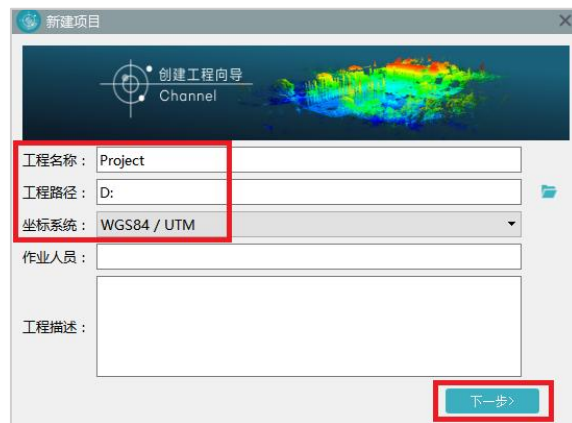 新建项目
创建工程向导
Channel
工程名称：
Project
工程路径：
D:
坐标系统：
WGS84 / UTM
作业人员：
工程描述：
下一步>